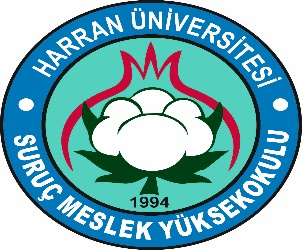 HARRAN ÜNİVERSİTESİ
1994
SURUÇ MESLEK YÜKSEKOKULU